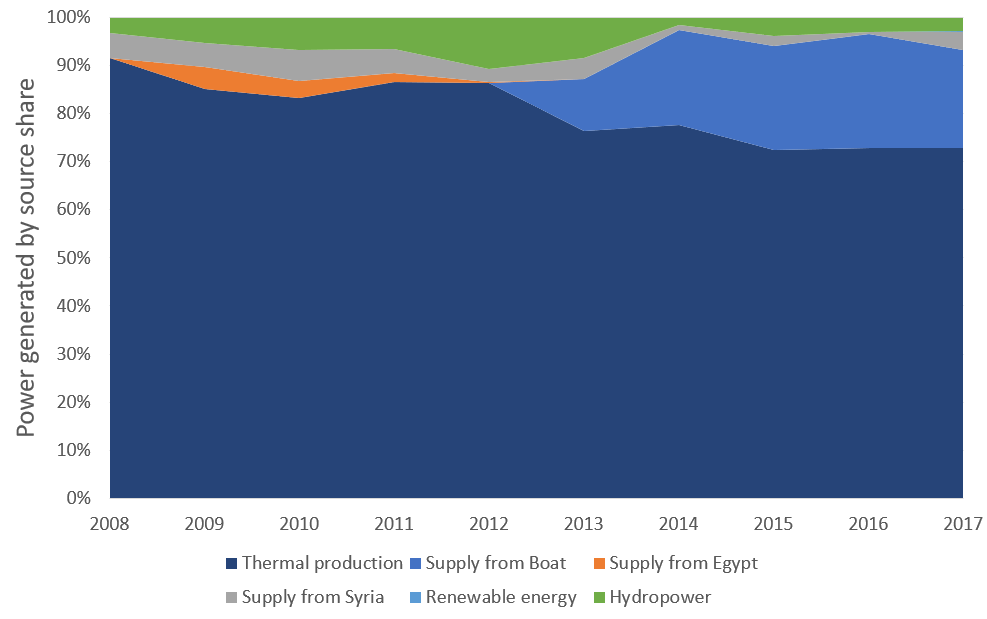 Power generated by source share
100%
90%
80%
70%
60%
50%
40%
30%
20%
10%
0%
2008 2009 2010 2011 2012 2013 2014 2015 2016 2017
Thermal production Supply from Boat Supply from Egypt
Supply from Syria Renewable energy Hydropower